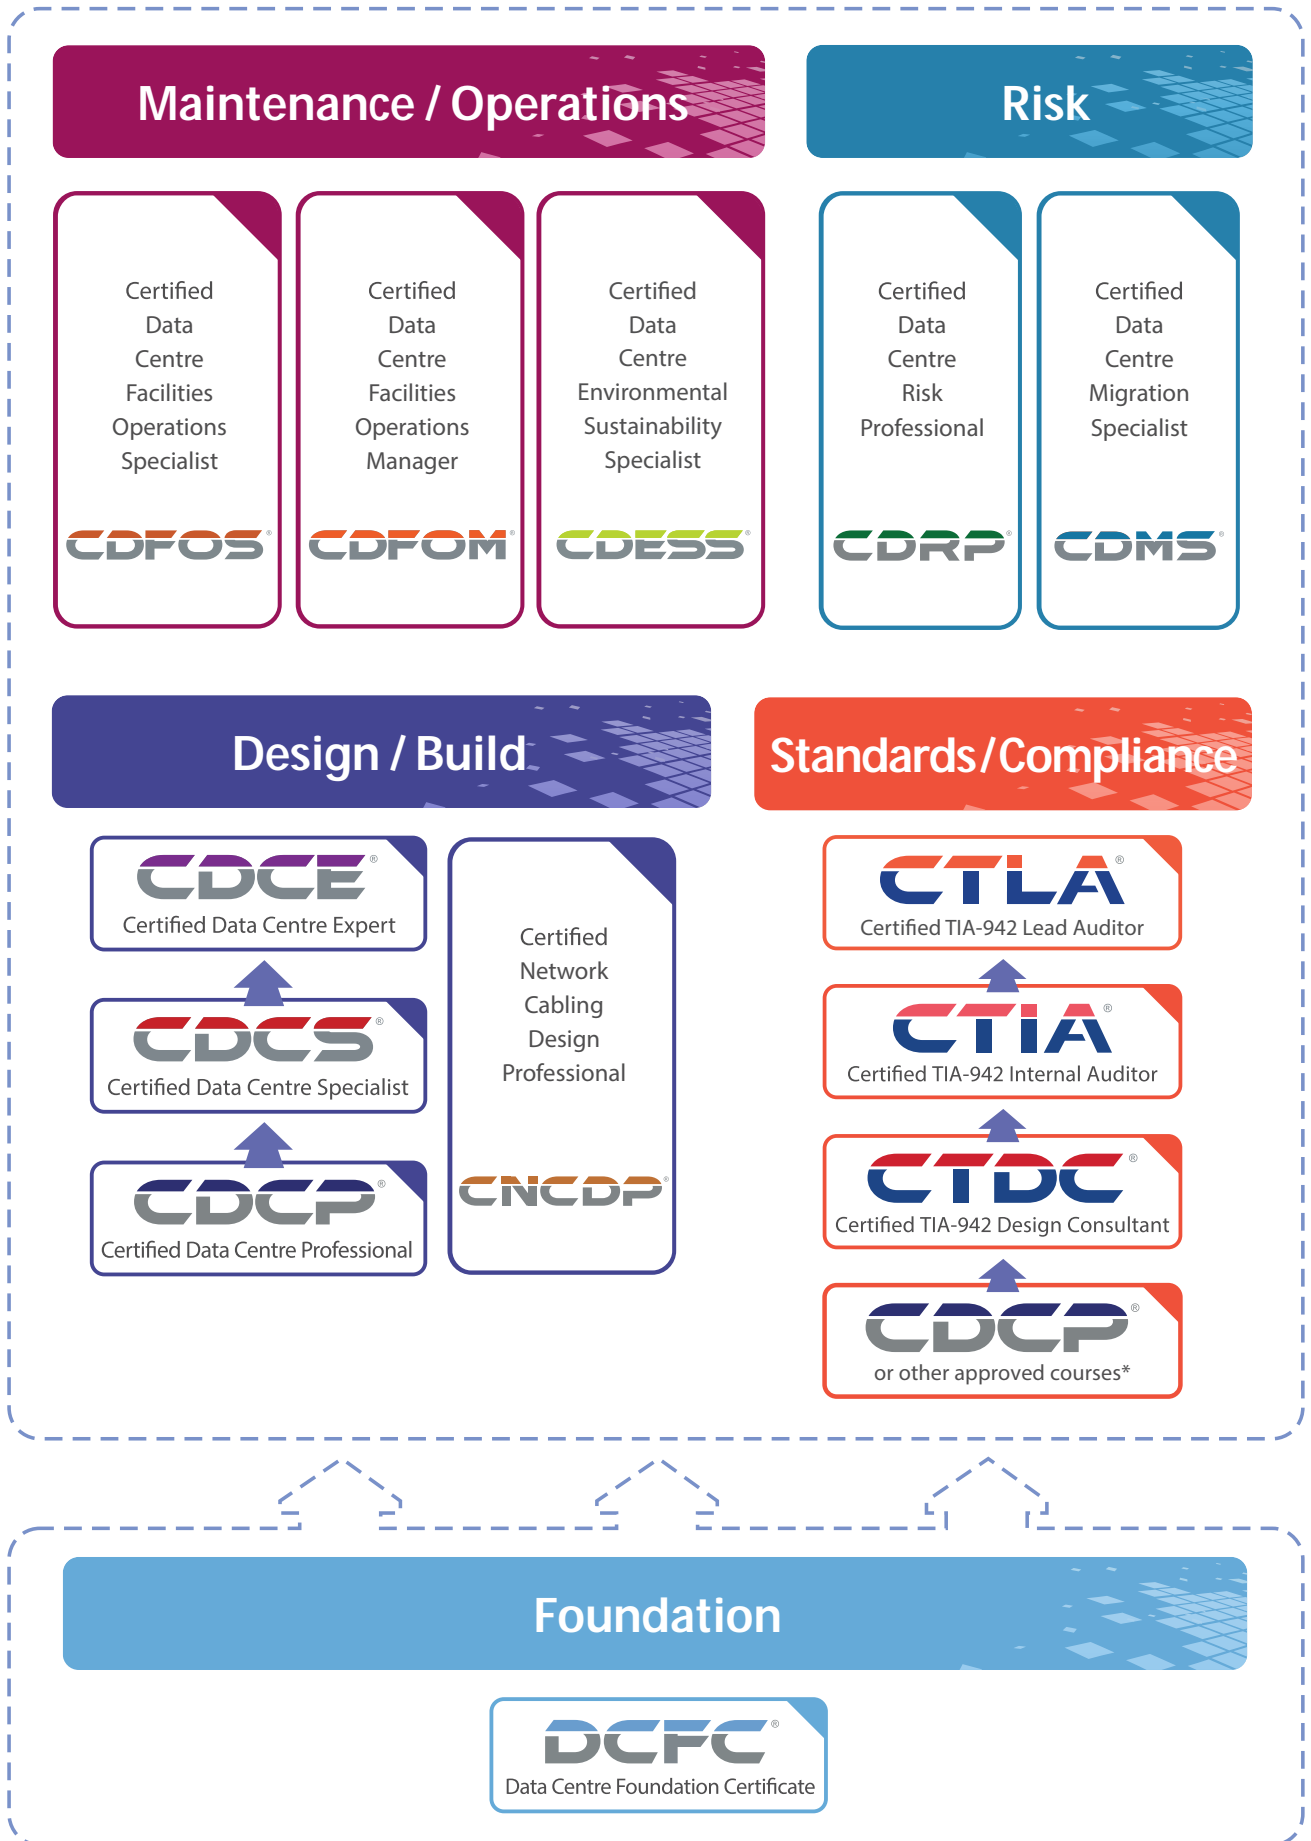 Maintenance / Operations
Certified
Data
Centre
Facilities
Operations
Specialist
CDFOS®
Certified
Data
Centre
Facilities
Operations
Manager
CDFOM®
Certified
Data
Centre
Environmental
Sustainability
Specialist
CDESS®
Risk
Certified
Data
Centre
Risk
Professional
CDRP®
Certified
Data
Centre
Migration
Specialist
CDMS®
Design / Build
CDCE®
Certified Data Centre Expert
CDCS®
Certified Data Centre Specialist
CDCP®
Certified Data Centre Professional
Certified
Network
Cabling
Design
Professional
CNCDP®
Standards/Compliance
CTLA®
Certified TIA-942 Lead Auditor
CTIA®
Certified TIA-942 Internal Auditor
CTDC®
Certified TIA-942 Design Consultant
CDCP®
or other approved courses*
Foundation
DCFC®
Data Centre Foundation Certificate